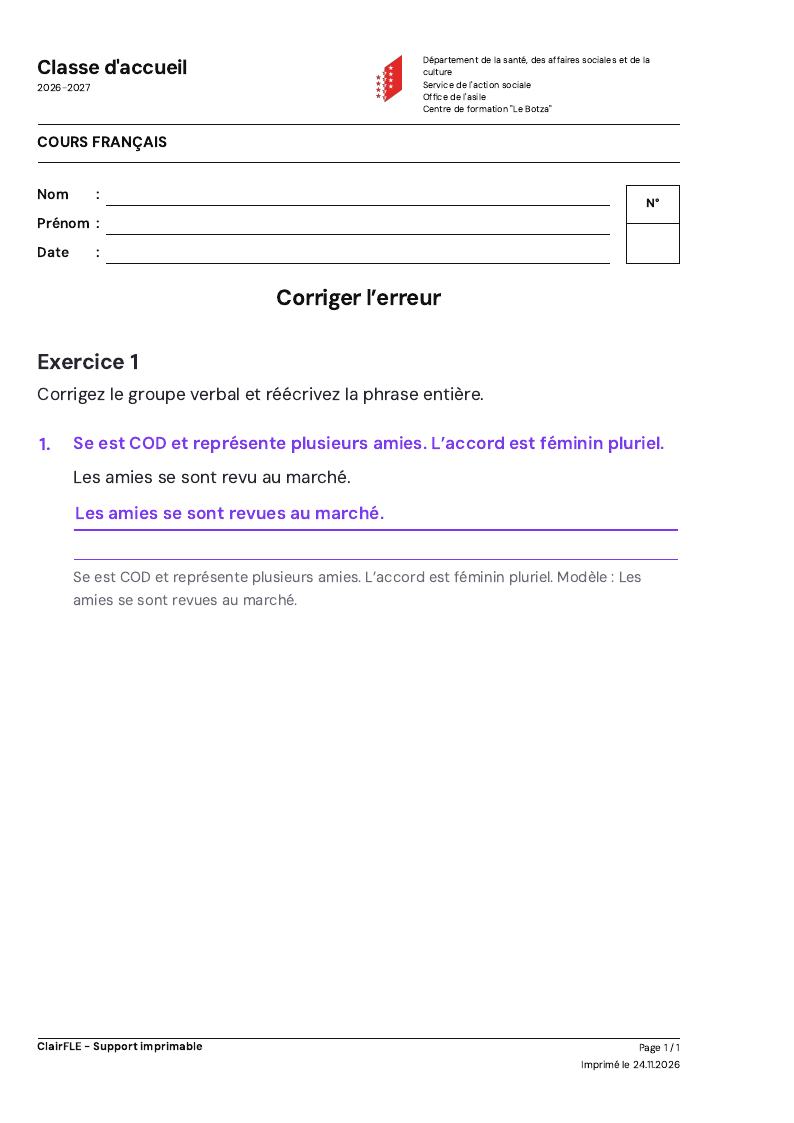 Classe d'accueil
2026-2027
Département de la santé, des affaires sociales et de la
culture
Service de l'action sociale
Office de l'asile
Centre de formation "Le Botza"
COURS FRANÇAIS
Nom :
Prénom :
Date :
N°
Corriger l’erreur
Exercice 1
Corrigez le groupe verbal et réécrivez la phrase entière.
1. Se est COD et représente plusieurs amies. L’accord est féminin pluriel.
Les amies se sont revu au marché.
Les amies se sont revues au marché.
Se est COD et représente plusieurs amies. L’accord est féminin pluriel. Modèle : Les
amies se sont revues au marché.
ClairFLE - Support imprimable
Page 1 / 1
Imprimé le 24.11.2026